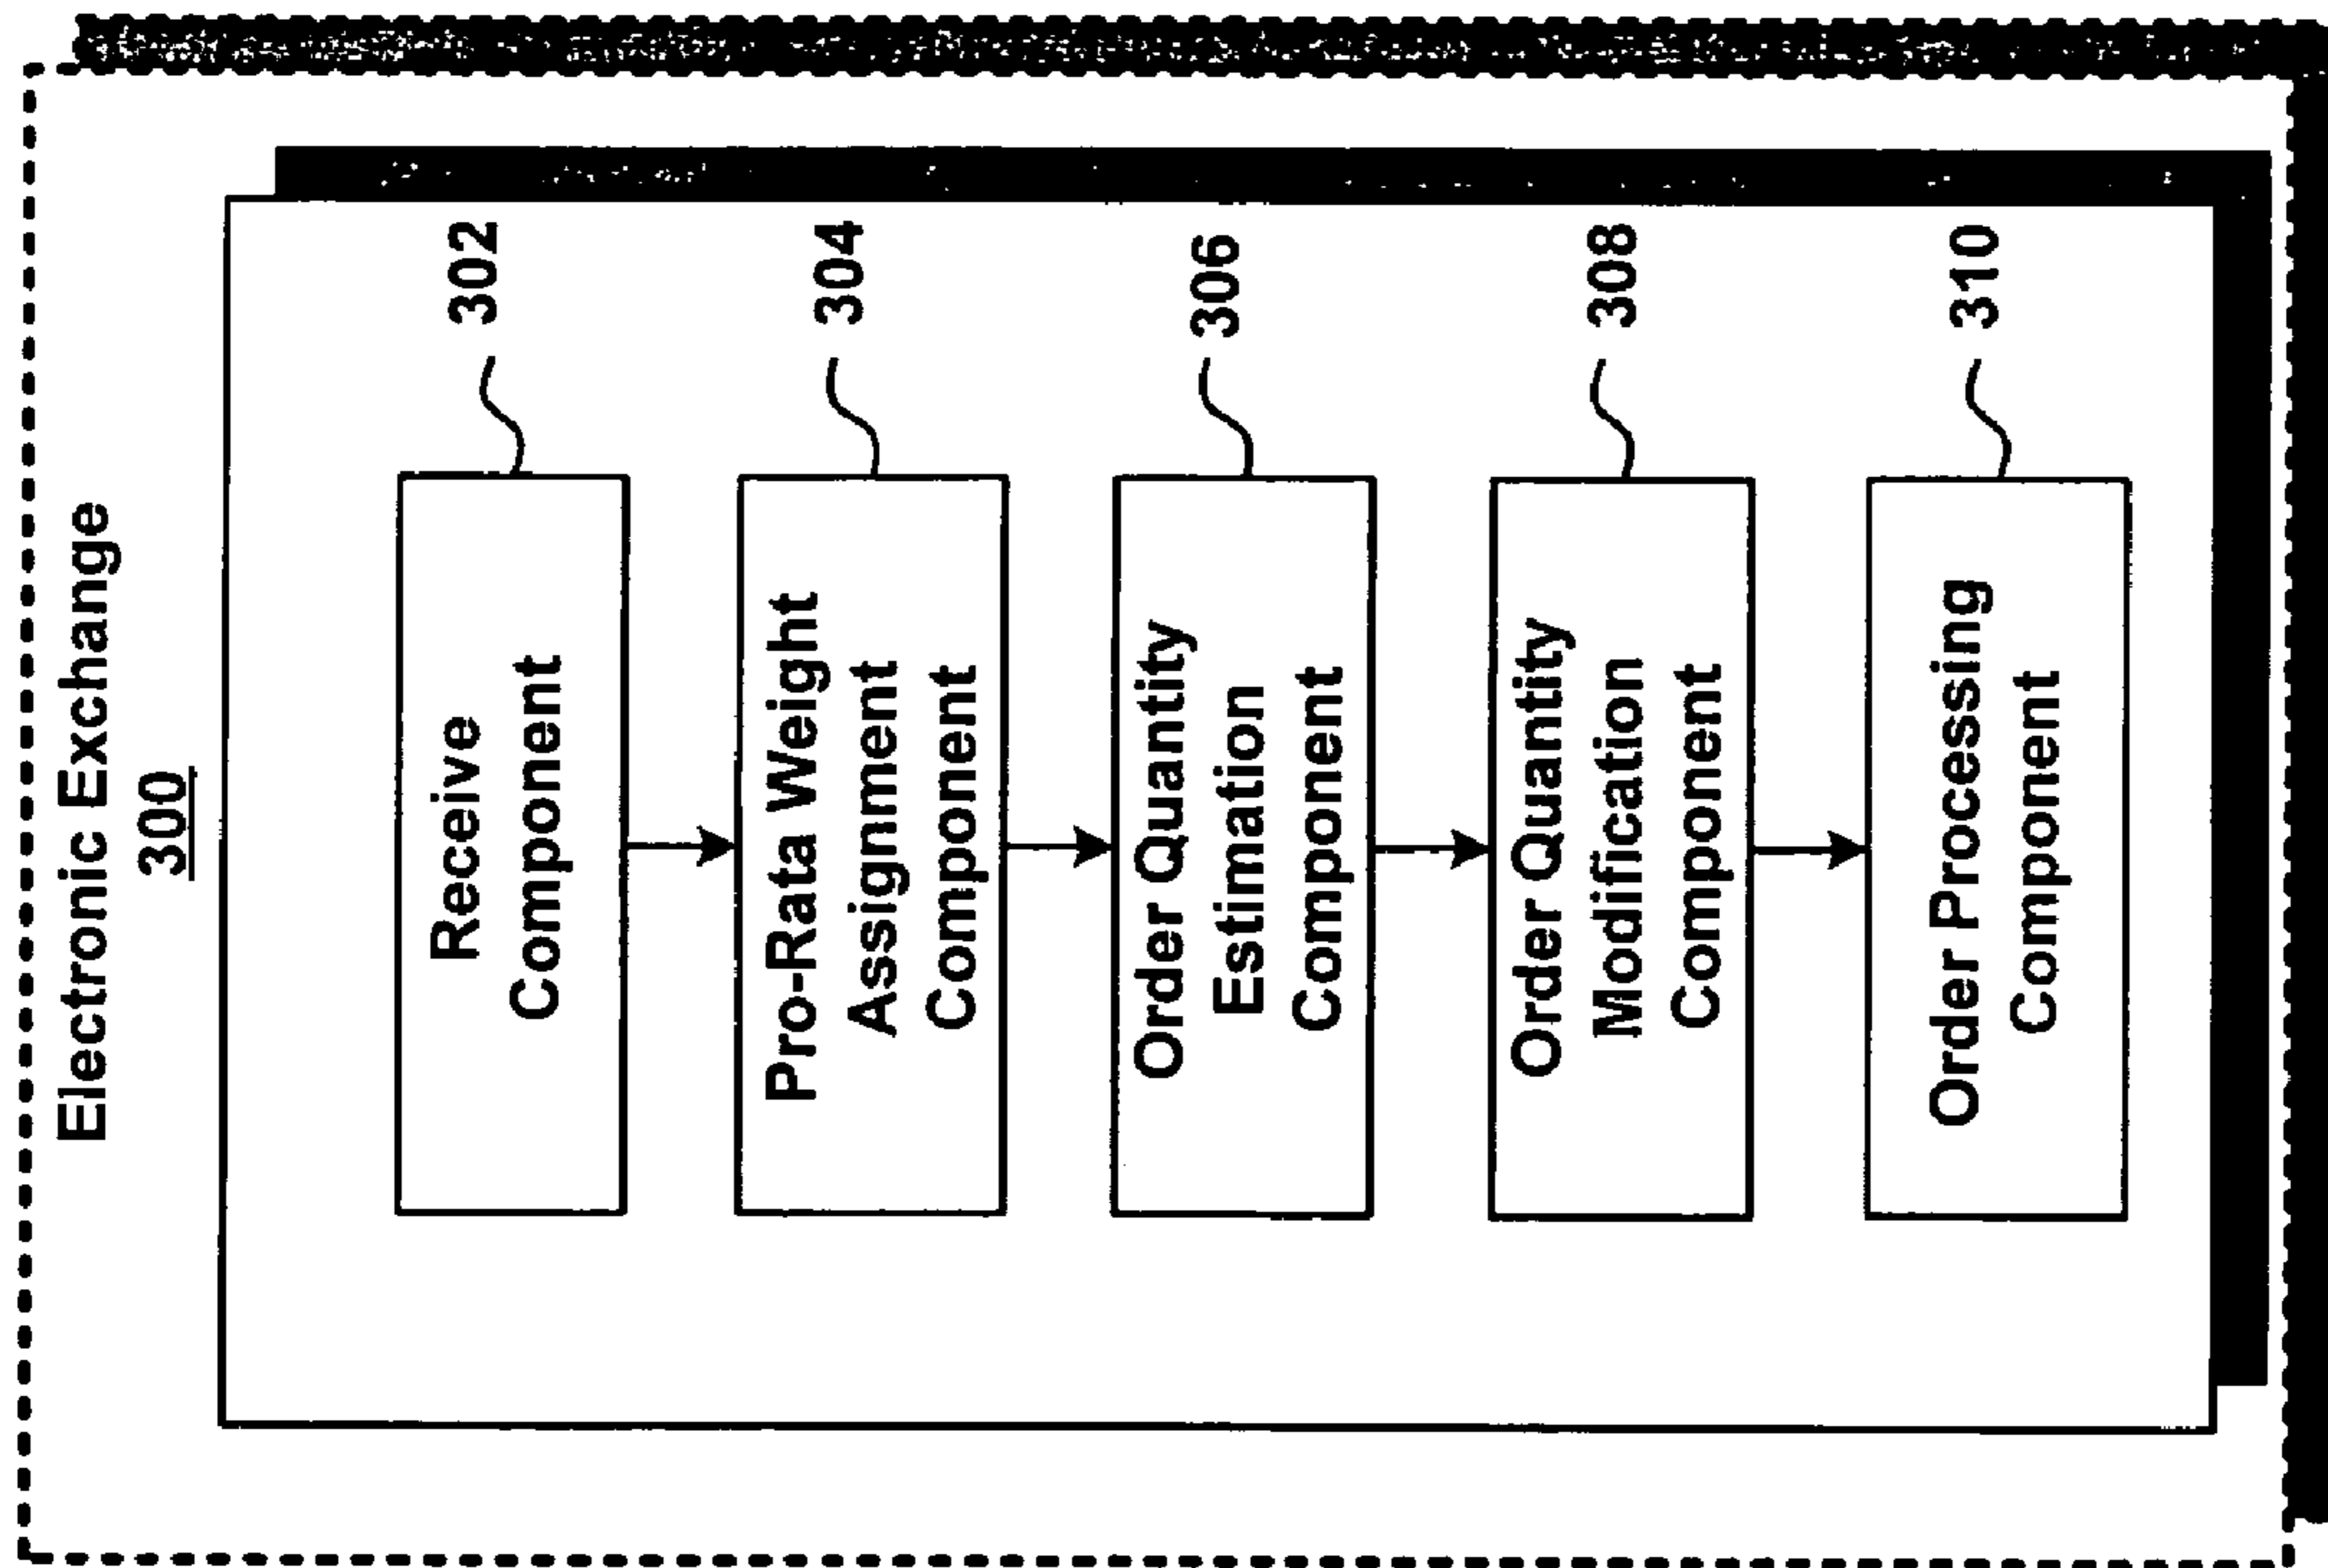 Electronic Exchange
300
Receive
Component
302
Pro-Rata Weight
Assignment
Component
304
Order Quantity
Estimation
Component
306
Order Quantity
Modification
Component
308
Order Processing
Component
310